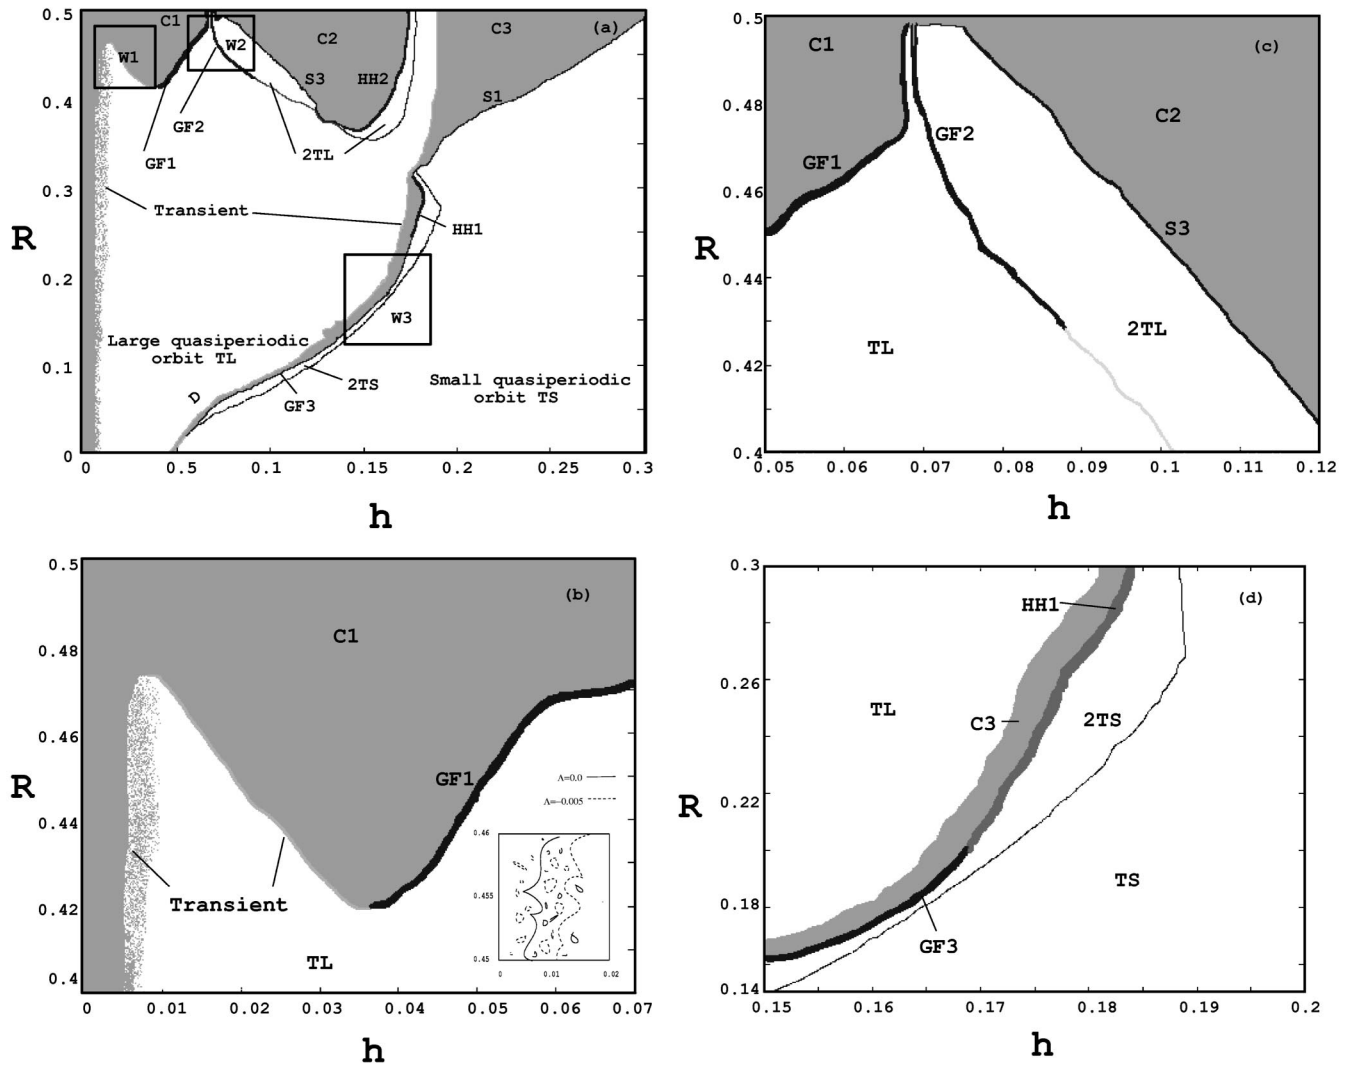 0.5
C1
C2
C3
(a)
W1
W2
S3
HH2
S1
0.4
GF2
GF1
2TL
0.3
Transient
HH1
R
0.2
W3
Large quasiperiodic
orbit TL
0.1
2TS
Small quasiperiodic
orbit TS
D
GF3
0
0 0.5 0.1 0.15 0.2 0.25 0.3
h
0.5
C1
(c)
0.48
C2
GF2
GF1
0.46
S3
R
0.44
2TL
TL
0.42
0.4
0.05 0.06 0.07 0.08 0.09 0.1 0.11 0.12
h
0.5
(b)
C1
0.48
0.46
GF1
A=0.0
R
A=-0.005
0.44
0.46
Transient
0.455
0.42
TL
0.45
0 0.01 0.02
0.4
0 0.01 0.02 0.03 0.04 0.05 0.06 0.07
h
0.3
HH1
(d)
0.26
TL
C3
2TS
R
0.22
TS
0.18
GF3
0.14
0.15 0.16 0.17 0.18 0.19 0.2
h